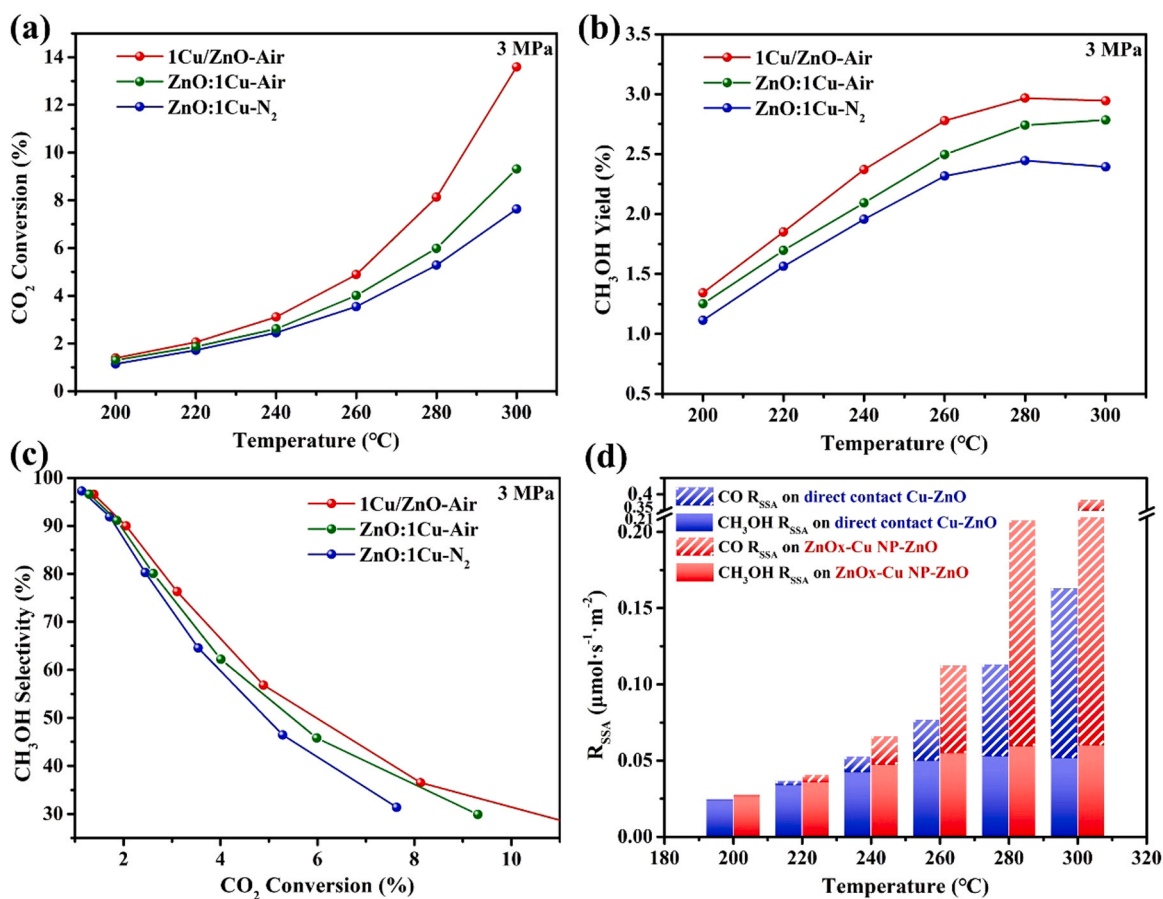 (a)
3 MPa
1Cu/ZnO-Air
ZnO:1Cu-Air
ZnO:1Cu-N₂
CO₂ Conversion (%)
14
12
10
8
6
4
2
0
200 220 240 260 280 300
Temperature (°C)
(b)
3 MPa
1Cu/ZnO-Air
ZnO:1Cu-Air
ZnO:1Cu-N₂
CH₃OH Yield (%)
3.5
3.0
2.5
2.0
1.5
1.0
0.5
200 220 240 260 280 300
Temperature (°C)
(c)
3 MPa
1Cu/ZnO-Air
ZnO:1Cu-Air
ZnO:1Cu-N₂
CH₃OH Selectivity (%)
100
90
80
70
60
50
40
30
2 4 6 8 10
CO₂ Conversion (%)
(d)
CO R_SSA on direct contact Cu-ZnO
CH₃OH R_SSA on direct contact Cu-ZnO
CO R_SSA on ZnOx-Cu NP-ZnO
CH₃OH R_SSA on ZnOx-Cu NP-ZnO
R_SSA (μmol·s⁻¹·m⁻²)
0.4
0.35
0.20
0.15
0.10
0.05
0.00
180 200 220 240 260 280 300 320
Temperature (°C)